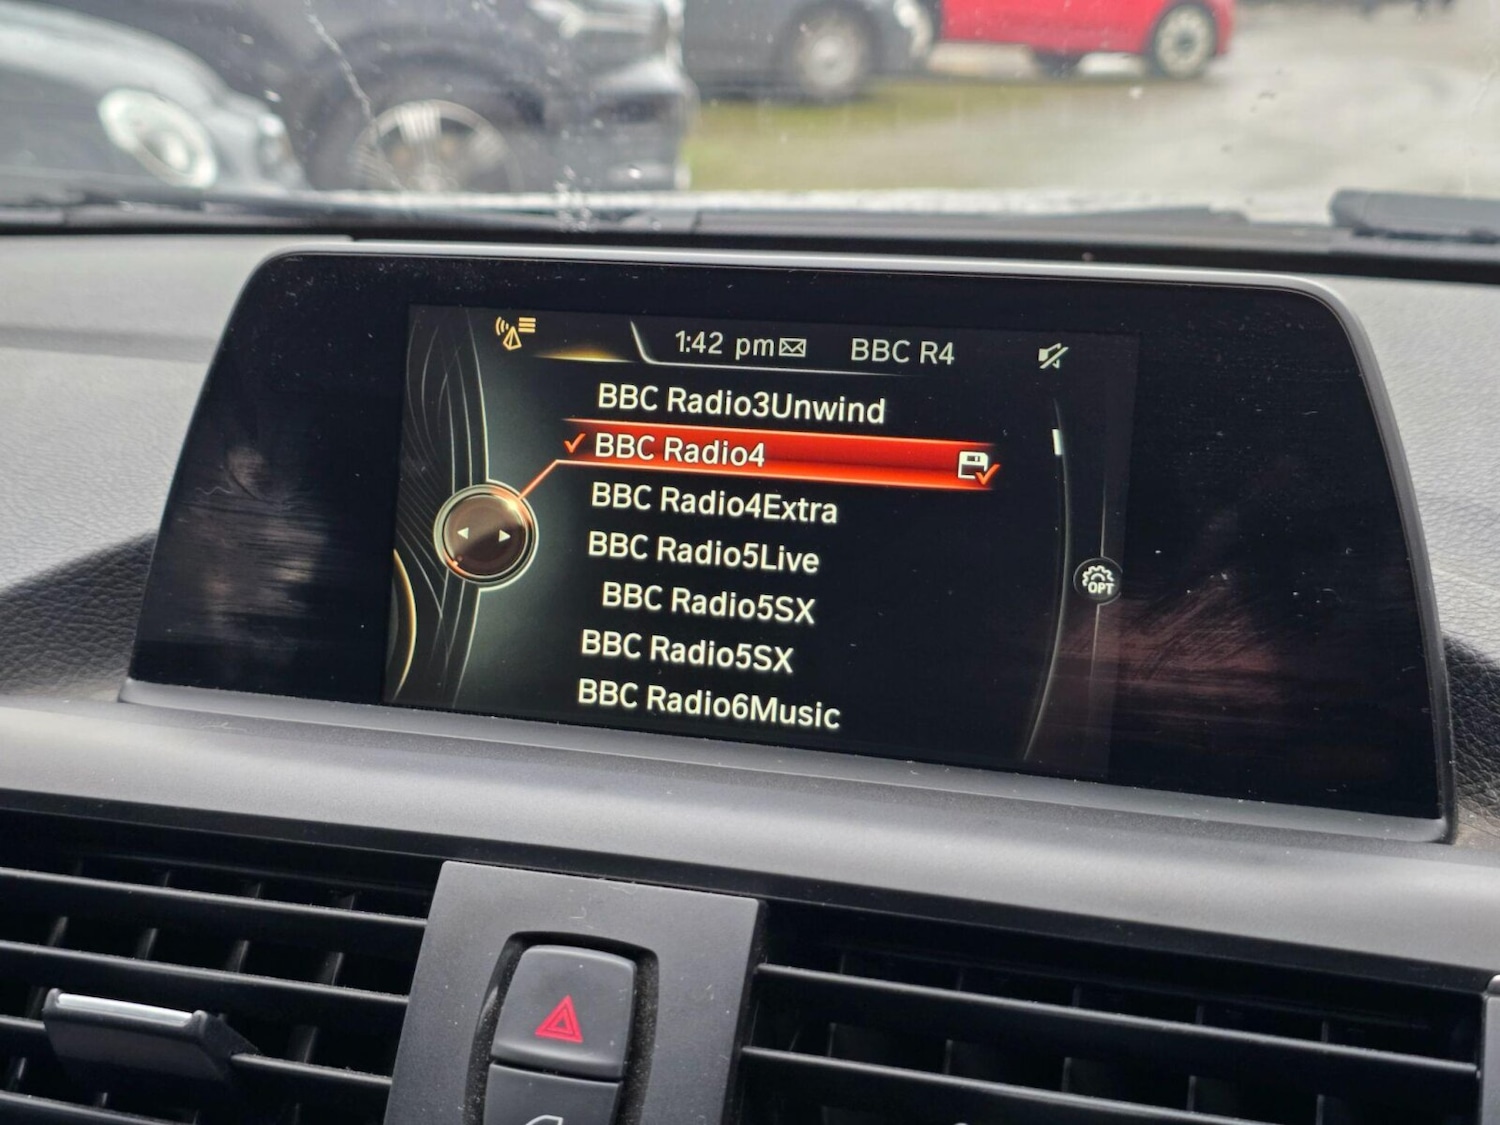 1:42 pm BBC R4
BBC Radio3Unwind
BBC Radio4
BBC Radio4Extra
BBC Radio5Live
BBC Radio5SX
BBC Radio5SX
BBC Radio6Music
OPT